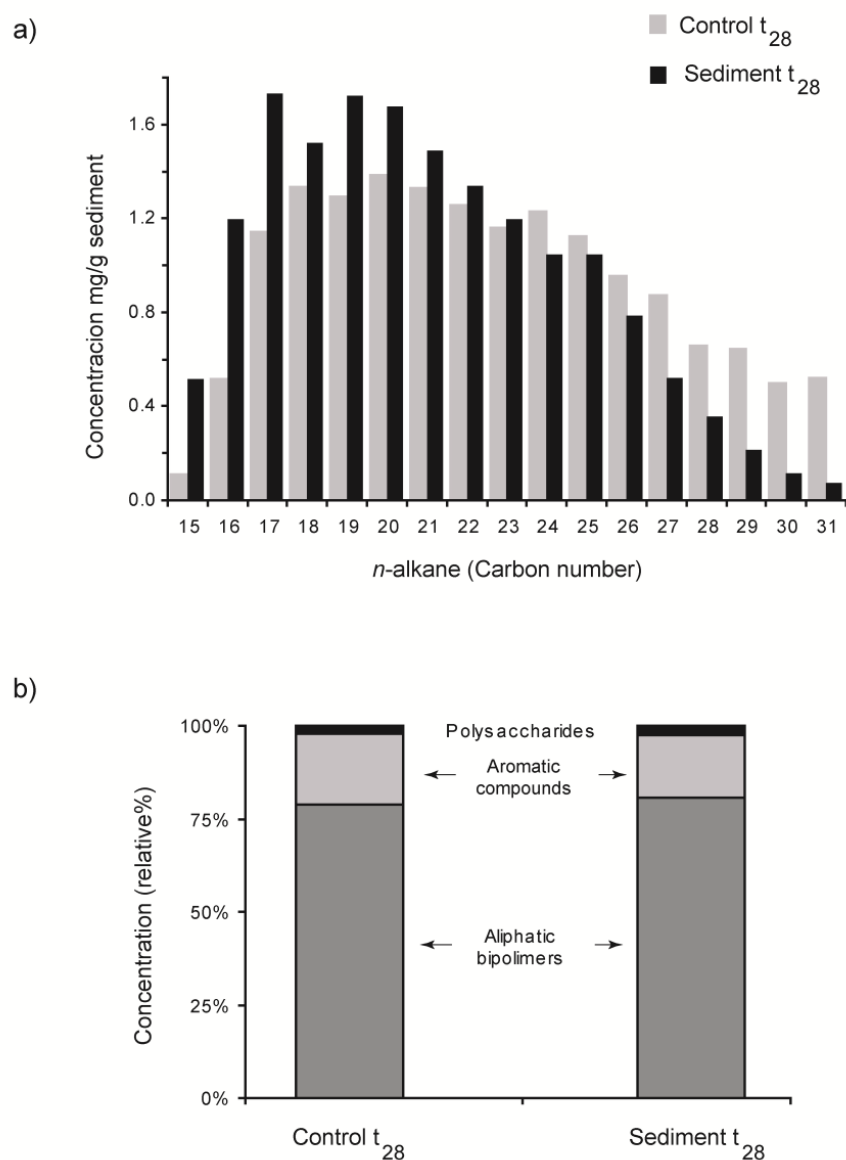 a)
Control t28
Sediment t28
Concentracion mg/g sediment
1.6
1.2
0.8
0.4
0.0
15 16 17 18 19 20 21 22 23 24 25 26 27 28 29 30 31
n-alkane (Carbon number)
b)
Concentration (relative%)
100%
75%
50%
25%
0%
Polysaccharides
Aromatic
compounds
Aliphatic
bipolimers
Control t28
Sediment t28